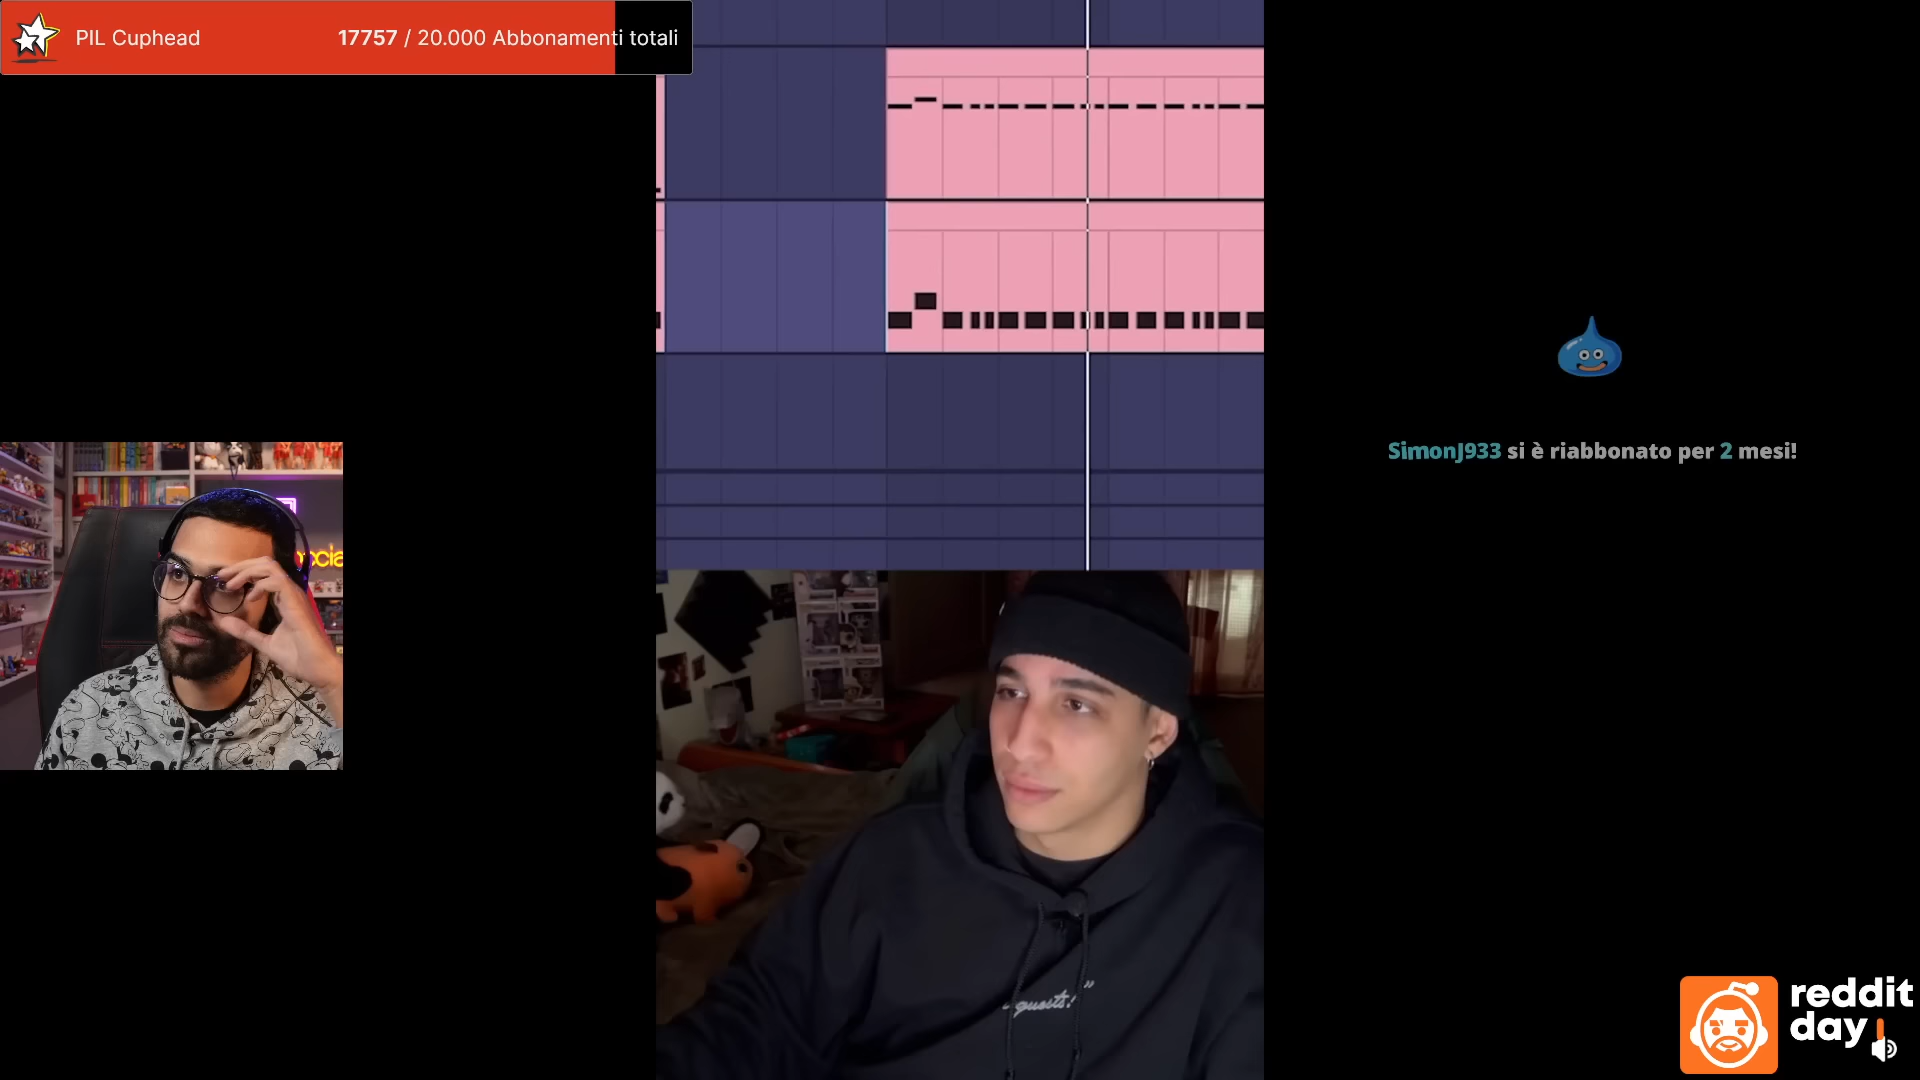 PIL Cuphead
17757 / 20.000 Abbonamenti totali
SimonJ933 si è riabbonato per 2 mesi!
reddit
day